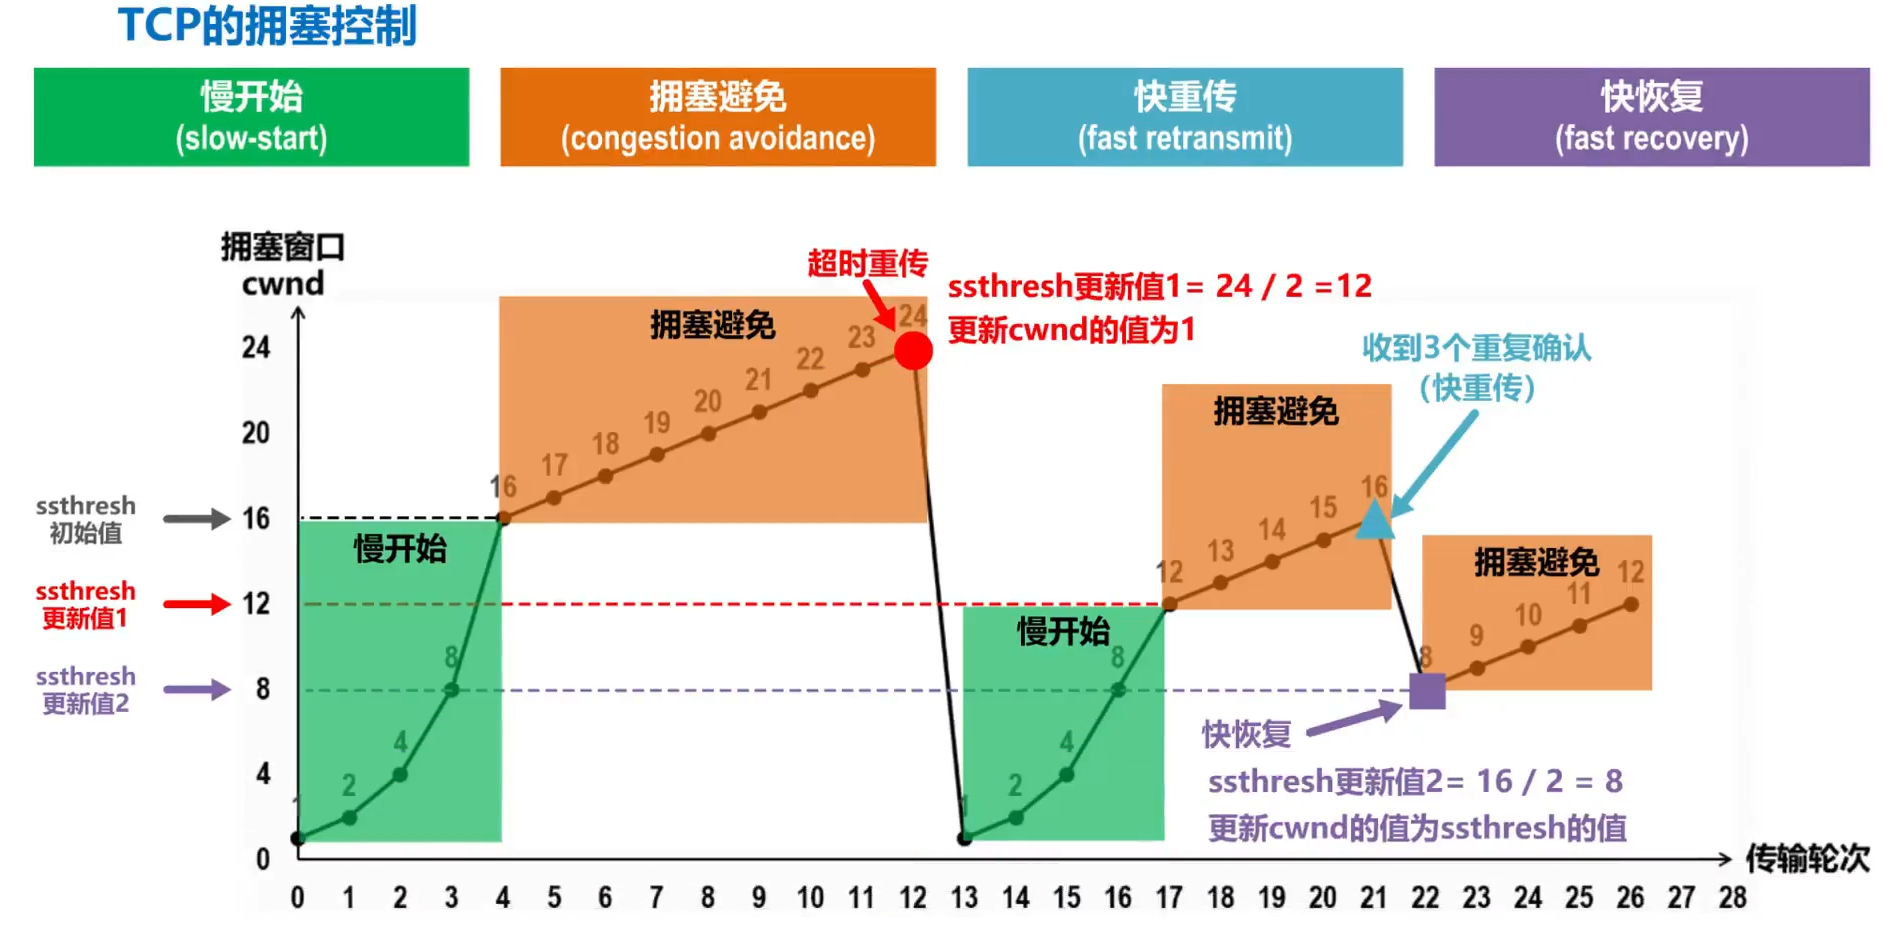 TCP的拥塞控制
慢开始
(slow-start)
拥塞避免
(congestion avoidance)
快重传
(fast retransmit)
快恢复
(fast recovery)
拥塞窗口
cwnd
超时重传
ssthresh更新值1= 24 / 2 =12
更新cwnd的值为1
收到3个重复确认
（快重传）
拥塞避免
拥塞避免
拥塞避免
慢开始
慢开始
24
20
16
12
8
4
0
ssthresh
初始值
ssthresh
更新值1
ssthresh
更新值2
1
2
4
8
16
17
18
19
20
21
22
23
24
1
2
4
8
12
13
14
15
16
8
9
10
11
12
快恢复
ssthresh更新值2= 16 / 2 = 8
更新cwnd的值为ssthresh的值
传输轮次
0 1 2 3 4 5 6 7 8 9 10 11 12 13 14 15 16 17 18 19 20 21 22 23 24 25 26 27 28